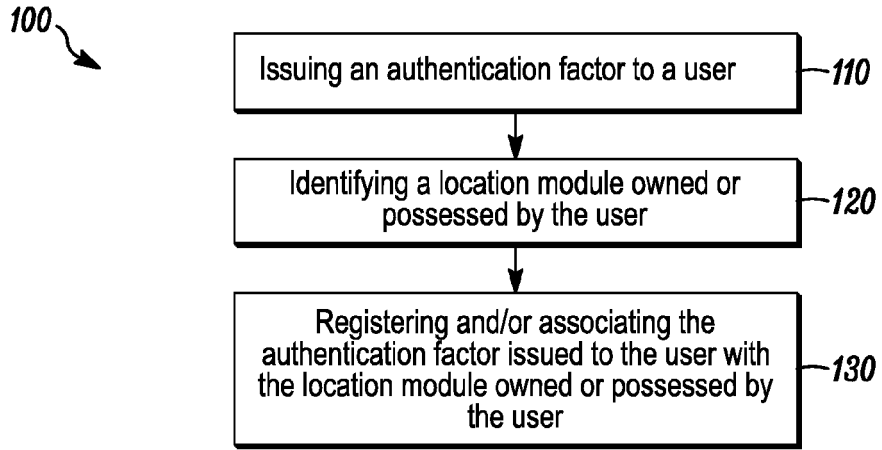 100
Issuing an authentication factor to a user
110
Identifying a location module owned or
possessed by the user
120
Registering and/or associating the
authentication factor issued to the user with
the location module owned or possessed by
the user
130